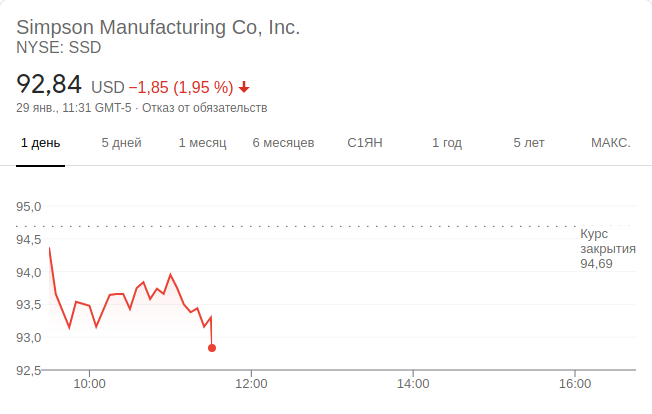 Simpson Manufacturing Co, Inc.
NYSE: SSD
92,84 USD −1,85 (1,95 %)
29 янв., 11:31 GMT-5 · Отказ от обязательств
1 день 5 дней 1 месяц 6 месяцев С1ЯН 1 год 5 лет МАКС.
95,0
94,5
94,0
93,5
93,0
92,5
Курс
закрытия
94,69
10:00 12:00 14:00 16:00